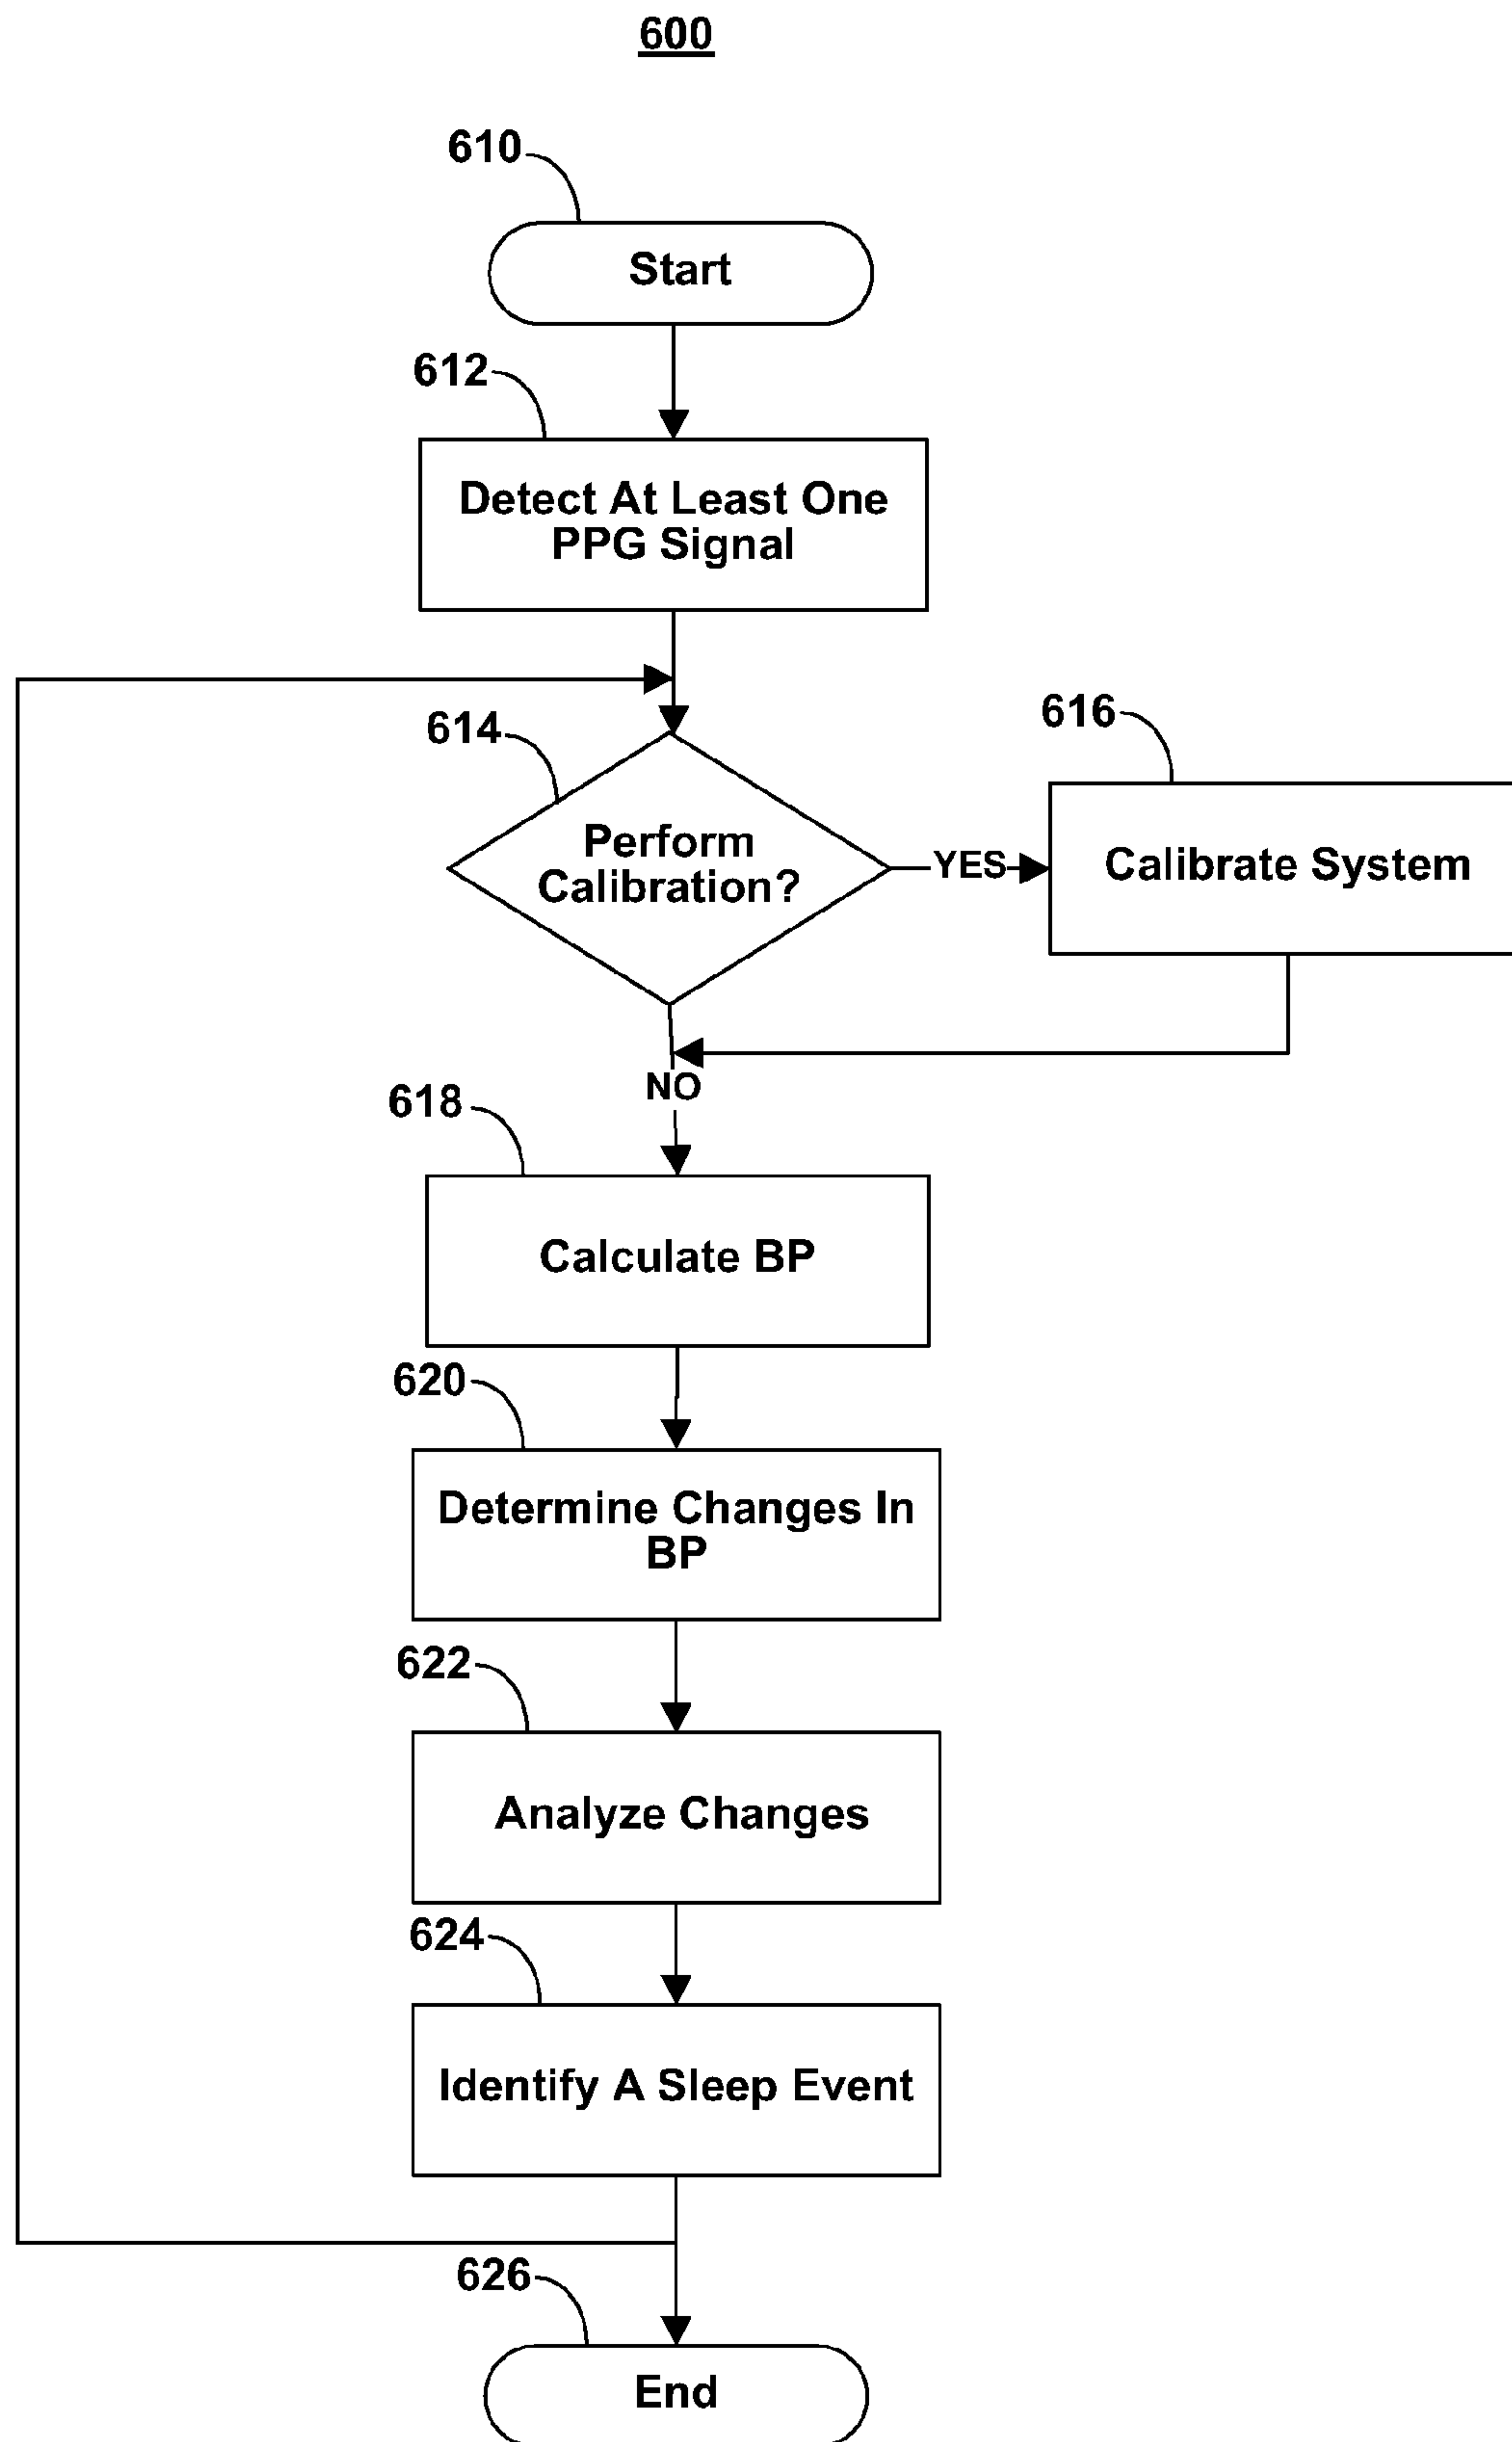 600
610
Start
612
Detect At Least One
PPG Signal
614
Perform
Calibration?
YES
616
Calibrate System
NO
618
Calculate BP
620
Determine Changes In
BP
622
Analyze Changes
624
Identify A Sleep Event
626
End